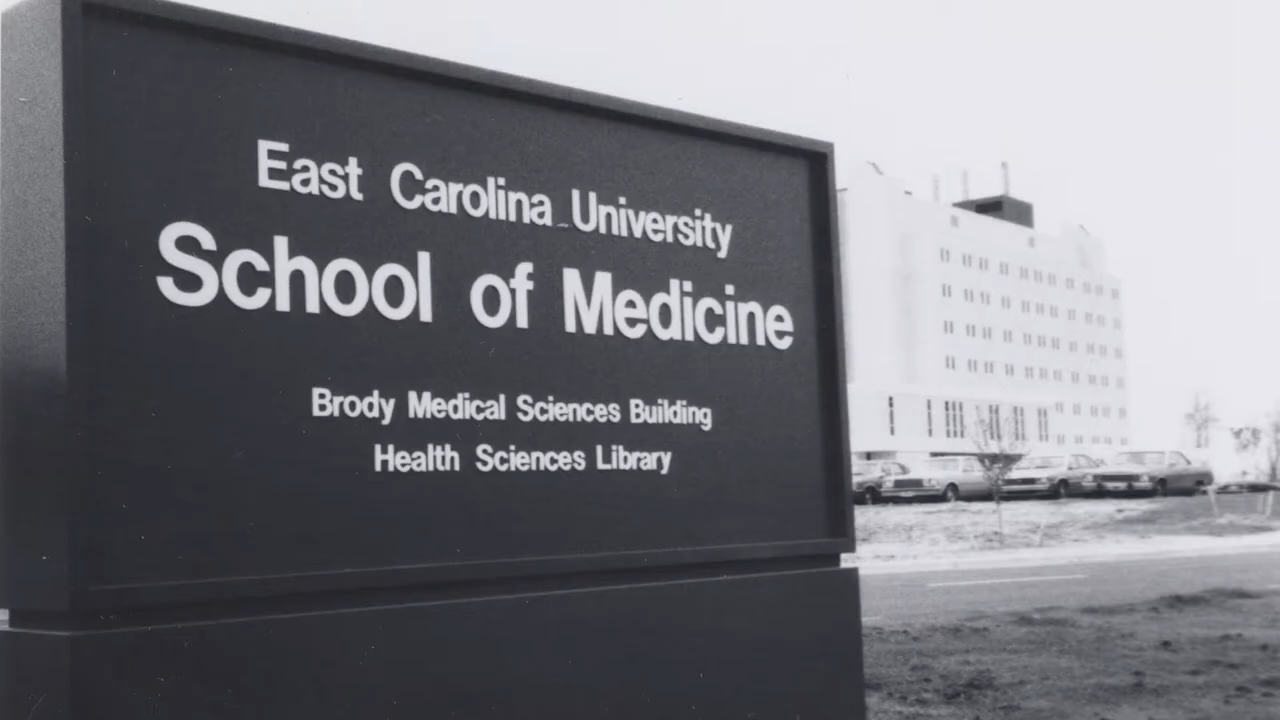 East Carolina University
School of Medicine
Brody Medical Sciences Building
Health Sciences Library